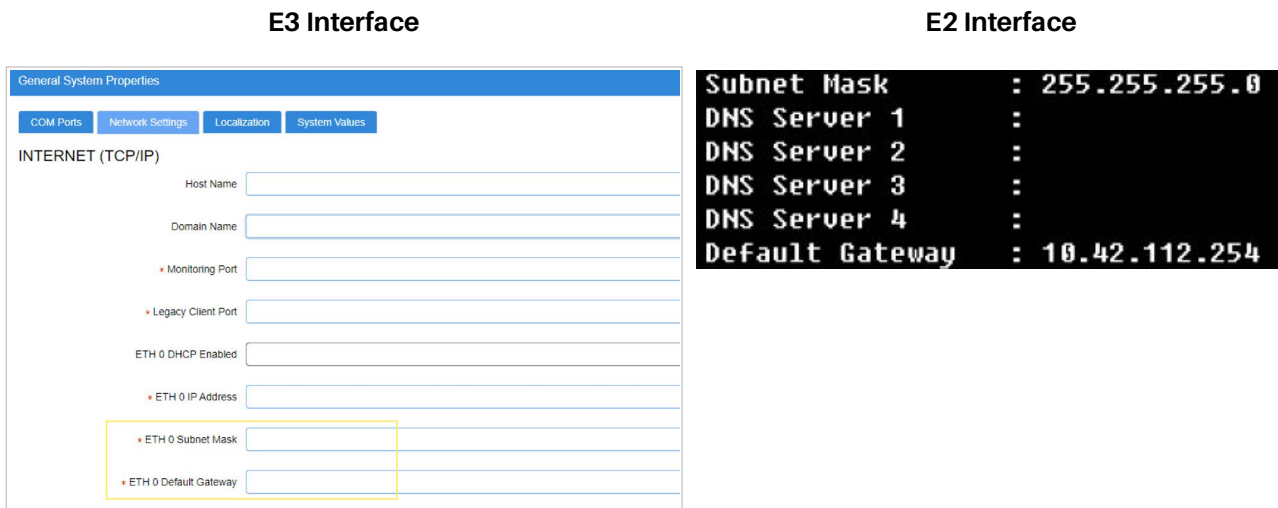 E3 Interface
E2 Interface
General System Properties
COM Ports Network Settings Localization System Values
INTERNET (TCP/IP)
Host Name
Domain Name
* Monitoring Port
* Legacy Client Port
ETH 0 DHCP Enabled
* ETH 0 IP Address
* ETH 0 Subnet Mask
* ETH 0 Default Gateway
Subnet Mask : 255.255.255.0
DNS Server 1 :
DNS Server 2 :
DNS Server 3 :
DNS Server 4 :
Default Gateway : 10.42.112.254